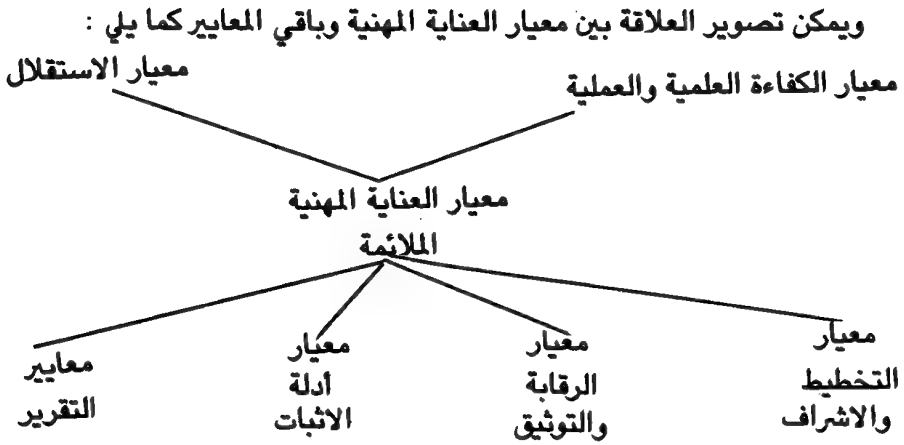 ويمكن تصوير العلاقة بين معيار العناية المهنية وباقي المعايير كما يلي :
معيار الكفاءة العلمية والعملية
معيار الاستقلال
معيار العناية المهنية
الملائمة
معيار
التخطيط
والاشراف
معيار
الرقابة
والتوثيق
معيار
أدلة
الاثبات
معايير
التقرير